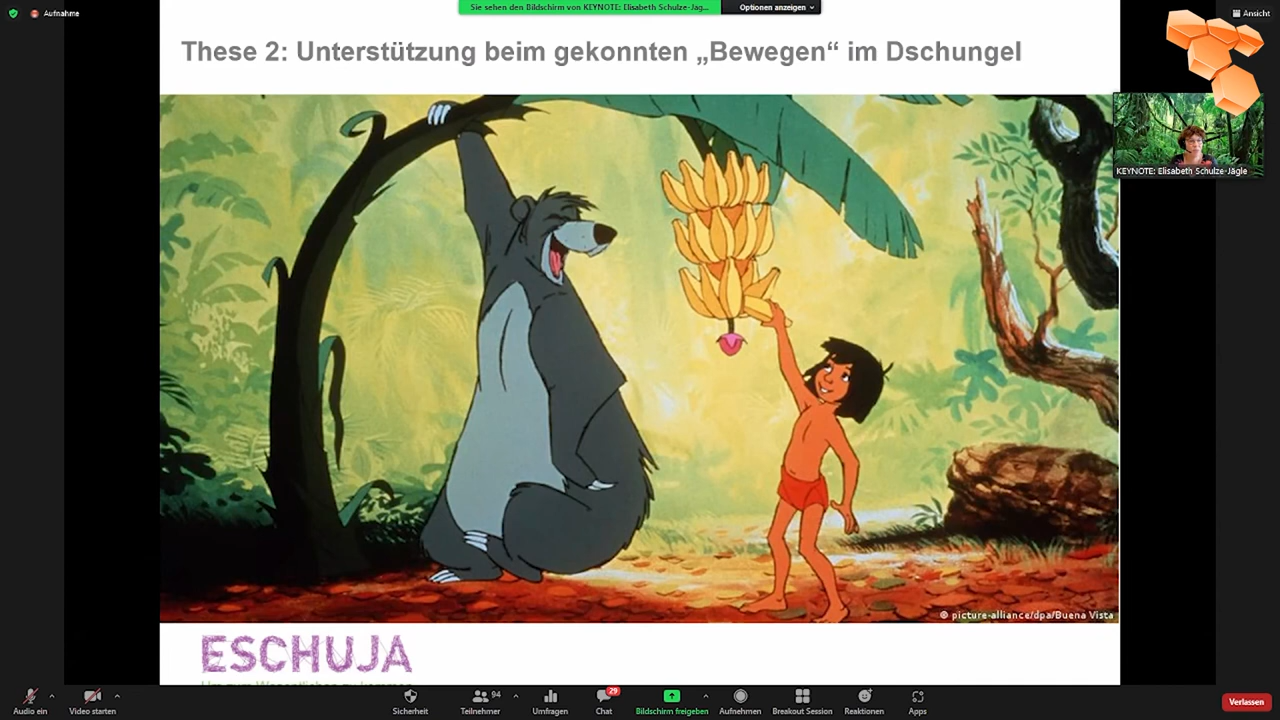 Sie sehen den Bildschirm von KEYNOTE: Elisabeth Schulze-Jäg...
Optionen anzeigen
Aufnahme
Ansicht
These 2: Unterstützung beim gekonnten „Bewegen“ im Dschungel
KEYNOTE: Elisabeth Schulze-Jägle
© picture-alliance/dpa/Buena Vista
ESCHUJA
94
29
Audio ein
Video starten
Sicherheit
Teilnehmer
Umfragen
Chat
Bildschirm freigeben
Aufnehmen
Breakout Session
Reaktionen
Apps
Verlassen